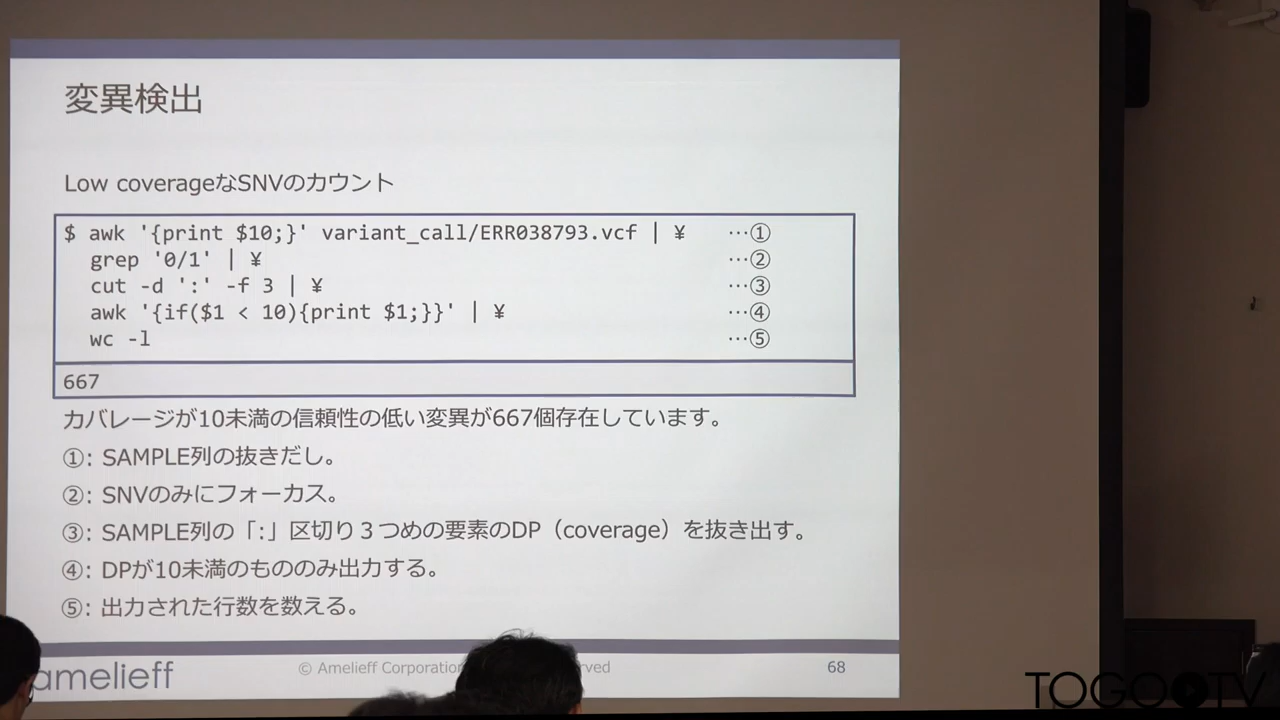 変異検出
Low coverageなSNVのカウント
$ awk '{print $10;}' variant_call/ERR038793.vcf | ¥ …①
grep '0/1' | ¥ …②
cut -d ':' -f 3 | ¥ …③
awk '{if($1 < 10){print $1;}}' | ¥ …④
wc -l …⑤
667
カバレージが10未満の信頼性の低い変異が667個存在しています。
①: SAMPLE列の抜きだし。
②: SNVのみにフォーカス。
③: SAMPLE列の「:」区切り３つめの要素のDP（coverage）を抜き出す。
④: DPが10未満のもののみ出力する。
⑤: 出力された行数を数える。
amelieff
© Amelieff Corporatio rved
68
TOGOTV